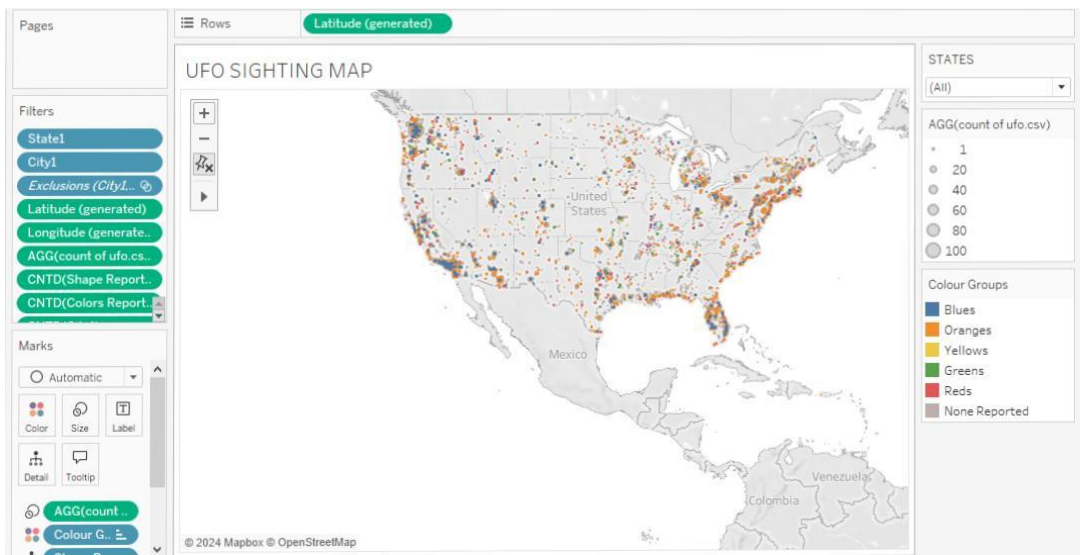 Pages
Rows
Latitude (generated)
UFO SIGHTING MAP
STATES
(All)
Filters
State1
City1
Exclusions (City1...
Latitude (generated)
Longitude (generate..
AGG(count of ufo.cs..
CNTD(Shape Report..
CNTD(Colors Report..
AGG(count of ufo.csv)
1
20
40
60
80
100
Colour Groups
Blues
Oranges
Yellows
Greens
Reds
None Reported
Marks
Automatic
Color
Size
Label
Detail
Tooltip
AGG(count ..
Colour G..
United
States
Mexico
Venezuela
Colombia
© 2024 Mapbox © OpenStreetMap